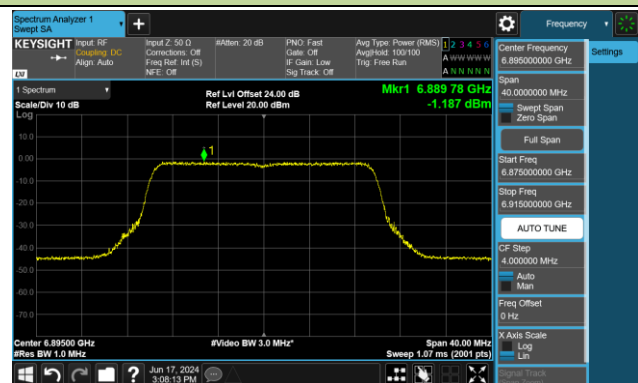 Spectrum Analyzer 1
Swept SA
Frequency
KEYSIGHT
Input: RF
Coupling: DC
Align: Auto
Input Z: 50 Ω
Corrections: Off
Freq Ref: Int (S)
NFE: Off
#Atten: 20 dB
PNO: Fast
Gate: Off
IF Gain: Low
Sig Track: Off
Avg Type: Power (RMS)
Avg|Hold: 100/100
Trig: Free Run
1 2 3 4 5 6
A W W W W W
A N N N N N
LXI
1 Spectrum
Scale/Div 10 dB
Log
Ref Lvl Offset 24.00 dB
Ref Level 20.00 dBm
Mkr1 6.889 78 GHz
-1.187 dBm
1
10.0
0.00
-10.0
-20.0
-30.0
-40.0
-50.0
-60.0
-70.0
Center 6.89500 GHz
#Res BW 1.0 MHz
#Video BW 3.0 MHz*
Span 40.00 MHz
Sweep 1.07 ms (2001 pts)
Jun 17, 2024
3:08:13 PM
Center Frequency
6.895000000 GHz
Settings
Span
40.0000000 MHz
Swept Span
Zero Span
Full Span
Start Freq
6.875000000 GHz
Stop Freq
6.915000000 GHz
AUTO TUNE
CF Step
4.000000 MHz
Auto
Man
Freq Offset
0 Hz
X Axis Scale
Log
Lin
Signal Track